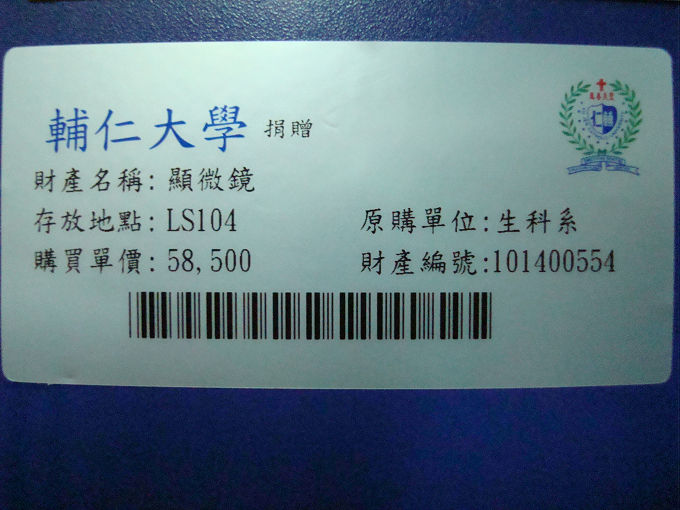 輔仁大學 捐贈
財產名稱: 顯微鏡
存放地點: LS104 原購單位:生科系
購買單價: 58,500 財產編號:101400554